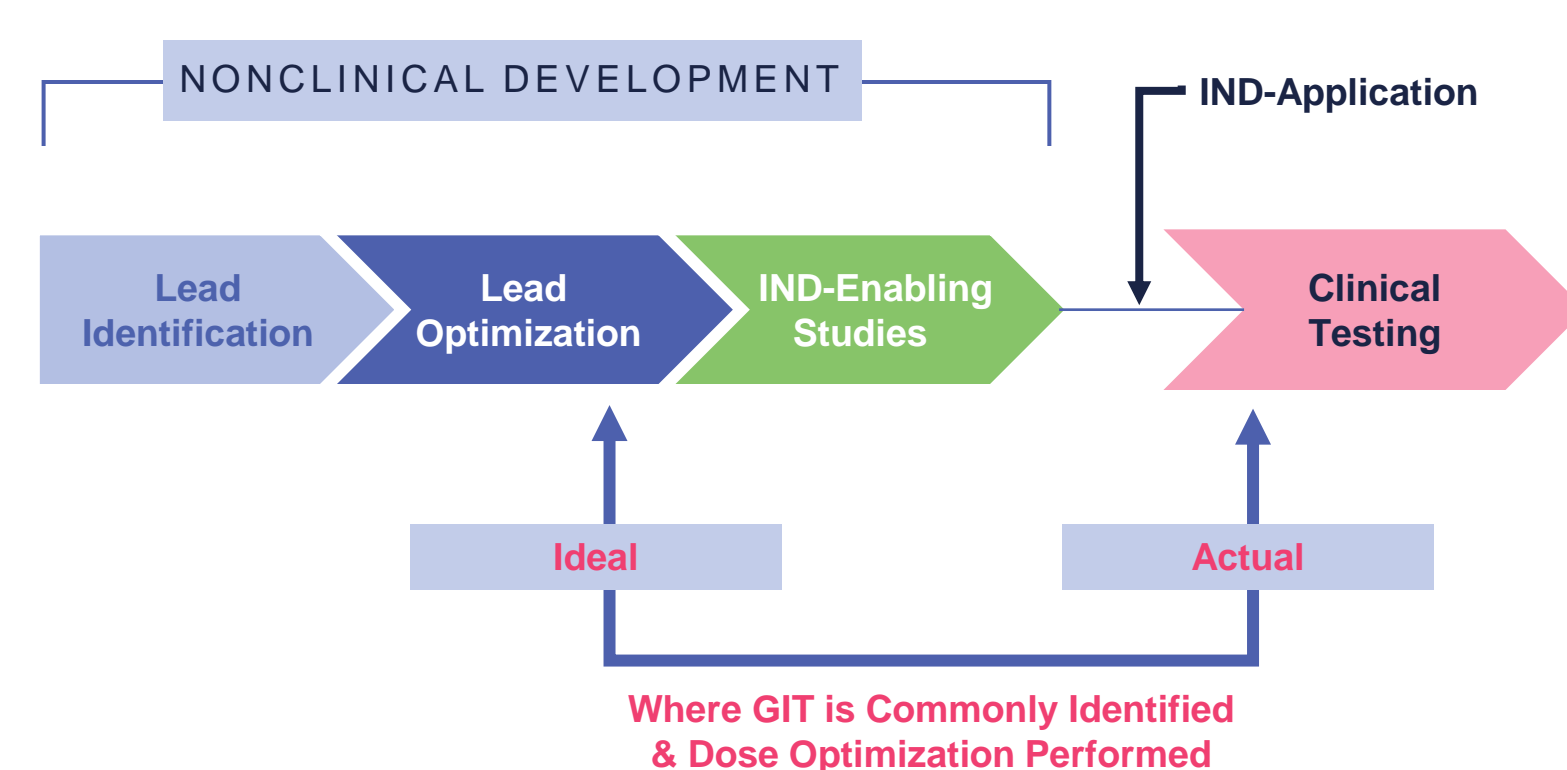 NONCLINICAL DEVELOPMENT
IND-Application
Lead
Identification
Lead
Optimization
IND-Enabling
Studies
Clinical
Testing
Ideal
Actual
Where GIT is Commonly Identified
& Dose Optimization Performed